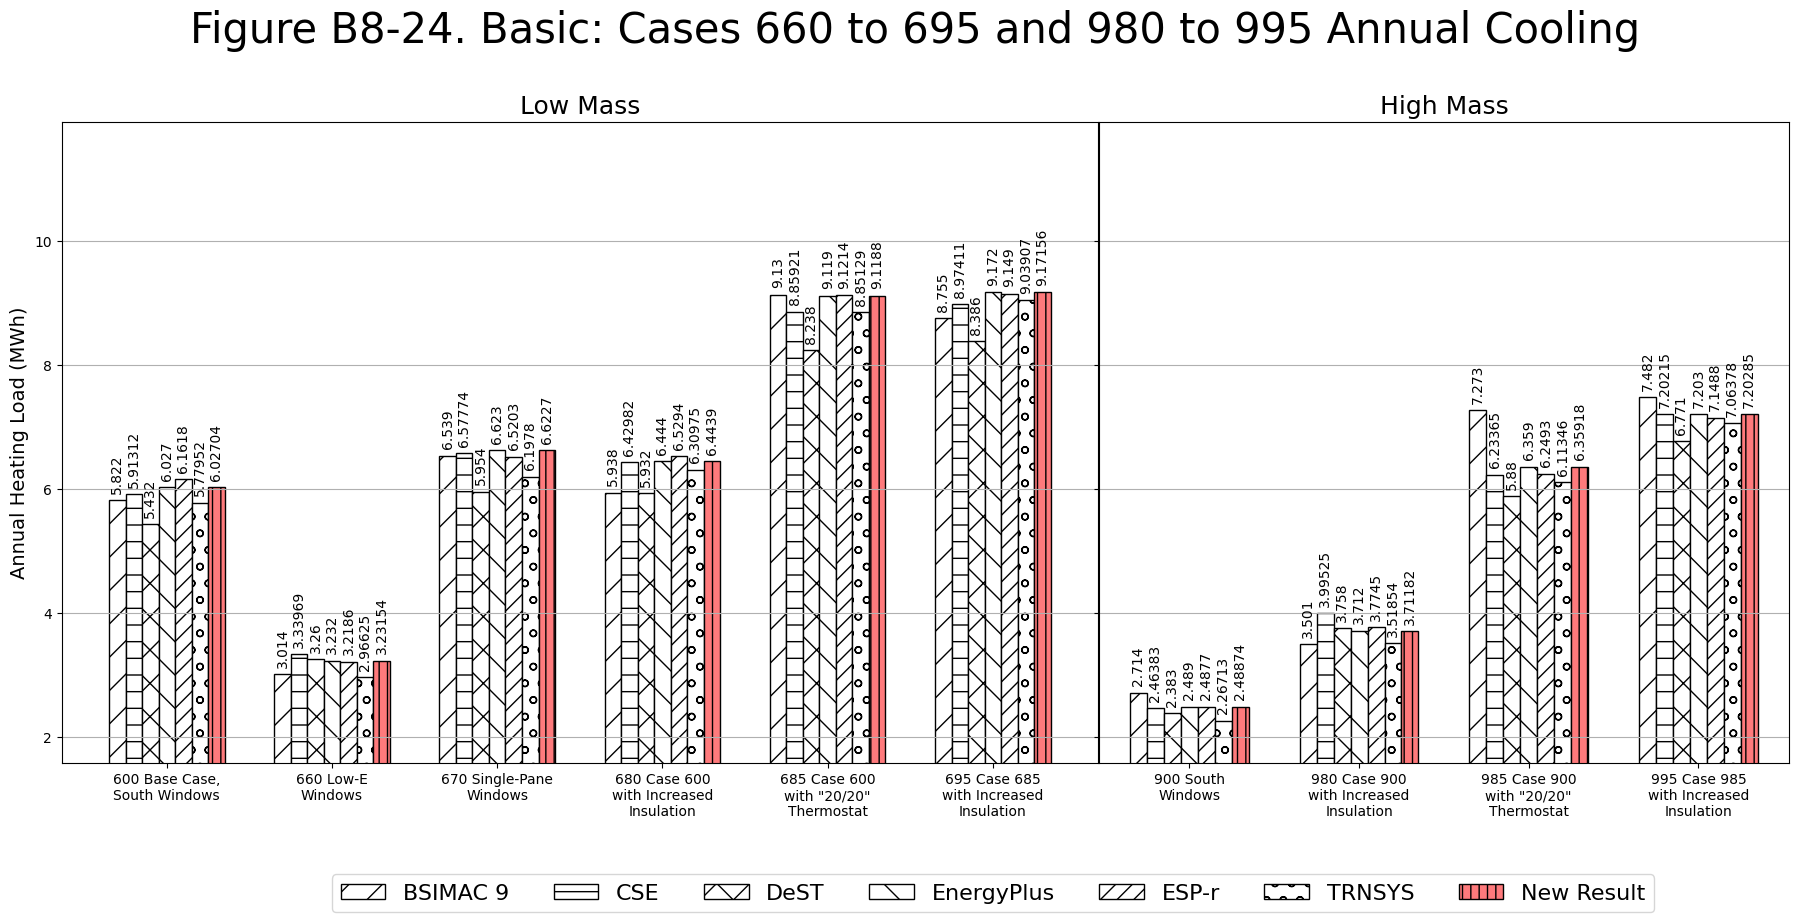 Figure B8-24. Basic: Cases 660 to 695 and 980 to 995 Annual Cooling
Low Mass
High Mass
Annual Heating Load (MWh)
10
8
6
4
2
5.822
5.91312
5.432
6.027
6.1618
5.77952
6.02704
3.014
3.33969
3.26
3.232
3.2186
2.96625
3.23154
6.539
6.57774
5.954
6.623
6.5203
6.1978
6.6227
5.938
6.42982
5.932
6.444
6.5294
6.30975
6.4439
9.13
8.85921
8.238
9.119
9.1214
8.85129
9.1188
8.755
8.97411
8.386
9.172
9.149
9.03907
9.17156
2.714
2.46383
2.383
2.489
2.4877
2.26713
2.48874
3.501
3.99525
3.758
3.712
3.7745
3.51854
3.71182
7.273
6.23365
5.88
6.359
6.2493
6.11346
6.35918
7.482
7.20215
6.771
7.203
7.1488
7.06378
7.20285
600 Base Case,
South Windows
660 Low-E
Windows
670 Single-Pane
Windows
680 Case 600
with Increased
Insulation
685 Case 600
with "20/20"
Thermostat
695 Case 685
with Increased
Insulation
900 South
Windows
980 Case 900
with Increased
Insulation
985 Case 900
with "20/20"
Thermostat
995 Case 985
with Increased
Insulation
BSIMAC 9
CSE
DeST
EnergyPlus
ESP-r
TRNSYS
New Result